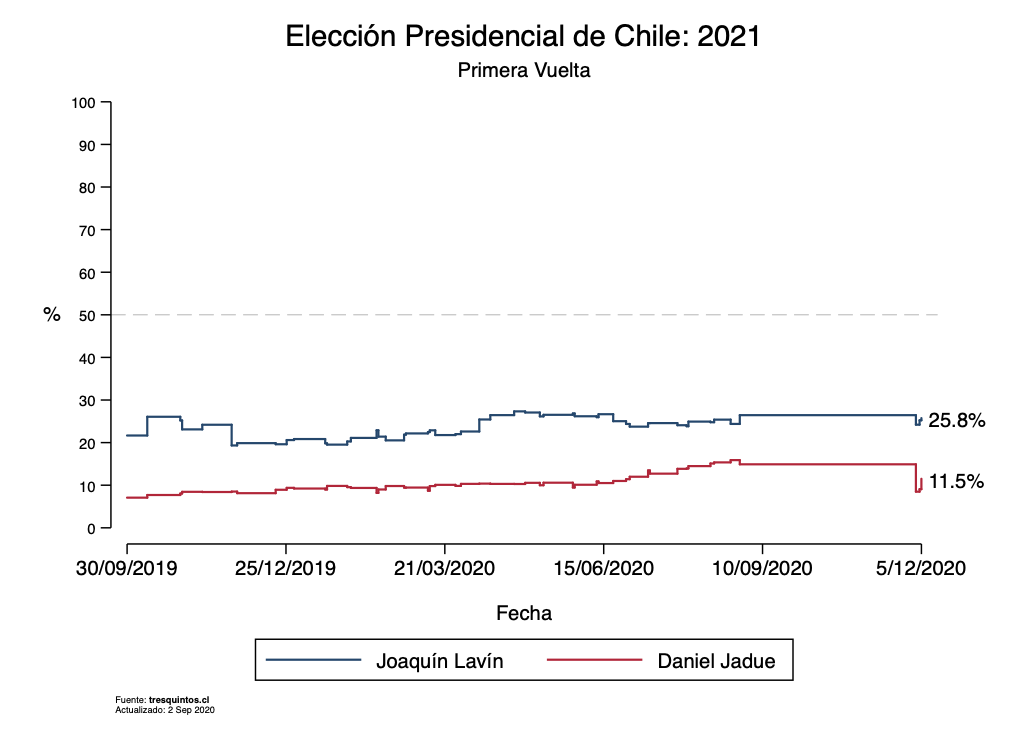 Elección Presidencial de Chile: 2021
Primera Vuelta
100
90
80
70
60
% 50
40
30
20
10
0
25.8%
11.5%
30/09/2019 25/12/2019 21/03/2020 15/06/2020 10/09/2020 5/12/2020
Fecha
Joaquín Lavín Daniel Jadue
Fuente: tresquintos.cl
Actualizado: 2 Sep 2020